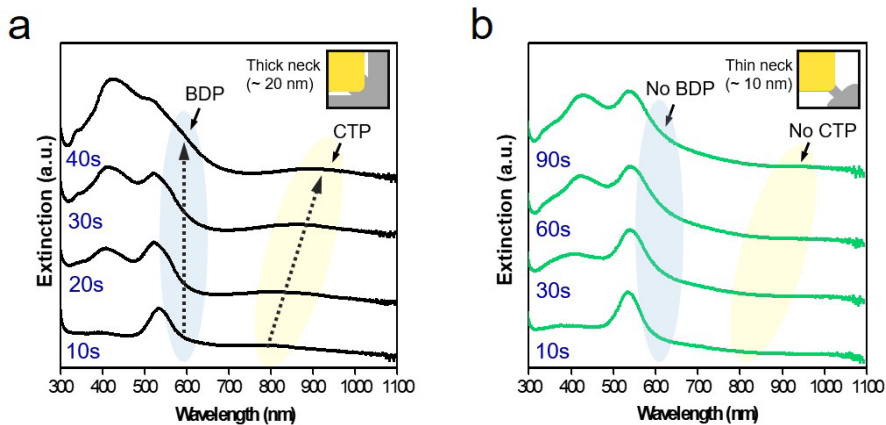 a
Thick neck
(~ 20 nm)
BDP
CTP
40s
30s
20s
10s
Extinction (a.u.)
300 400 500 600 700 800 900 1000 1100
Wavelength (nm)
b
Thin neck
(~ 10 nm)
No BDP
No CTP
90s
60s
30s
10s
Extinction (a.u.)
300 400 500 600 700 800 900 1000 1100
Wavelength (nm)